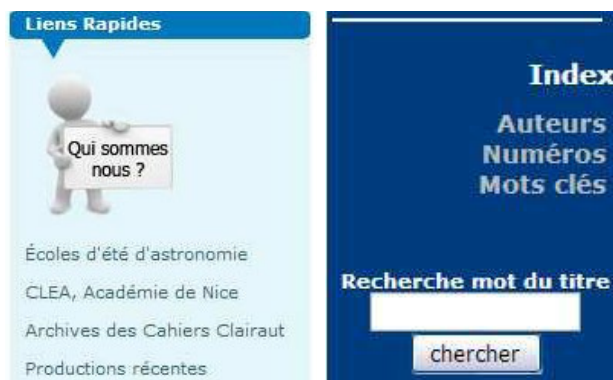 Liens Rapides
Qui sommes
nous ?
Écoles d'été d'astronomie
CLEA, Académie de Nice
Archives des Cahiers Clairaut
Productions récentes
Index
Auteurs
Numéros
Mots clés
Recherche mot du titre
chercher